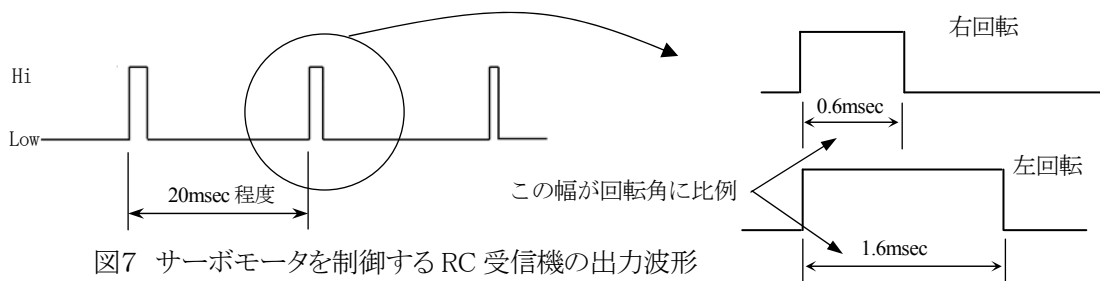 右回転
Hi
0.6msec
Low
左回転
20msec 程度
この幅が回転角に比例
1.6msec
図7 サーボモータを制御する RC 受信機の出力波形